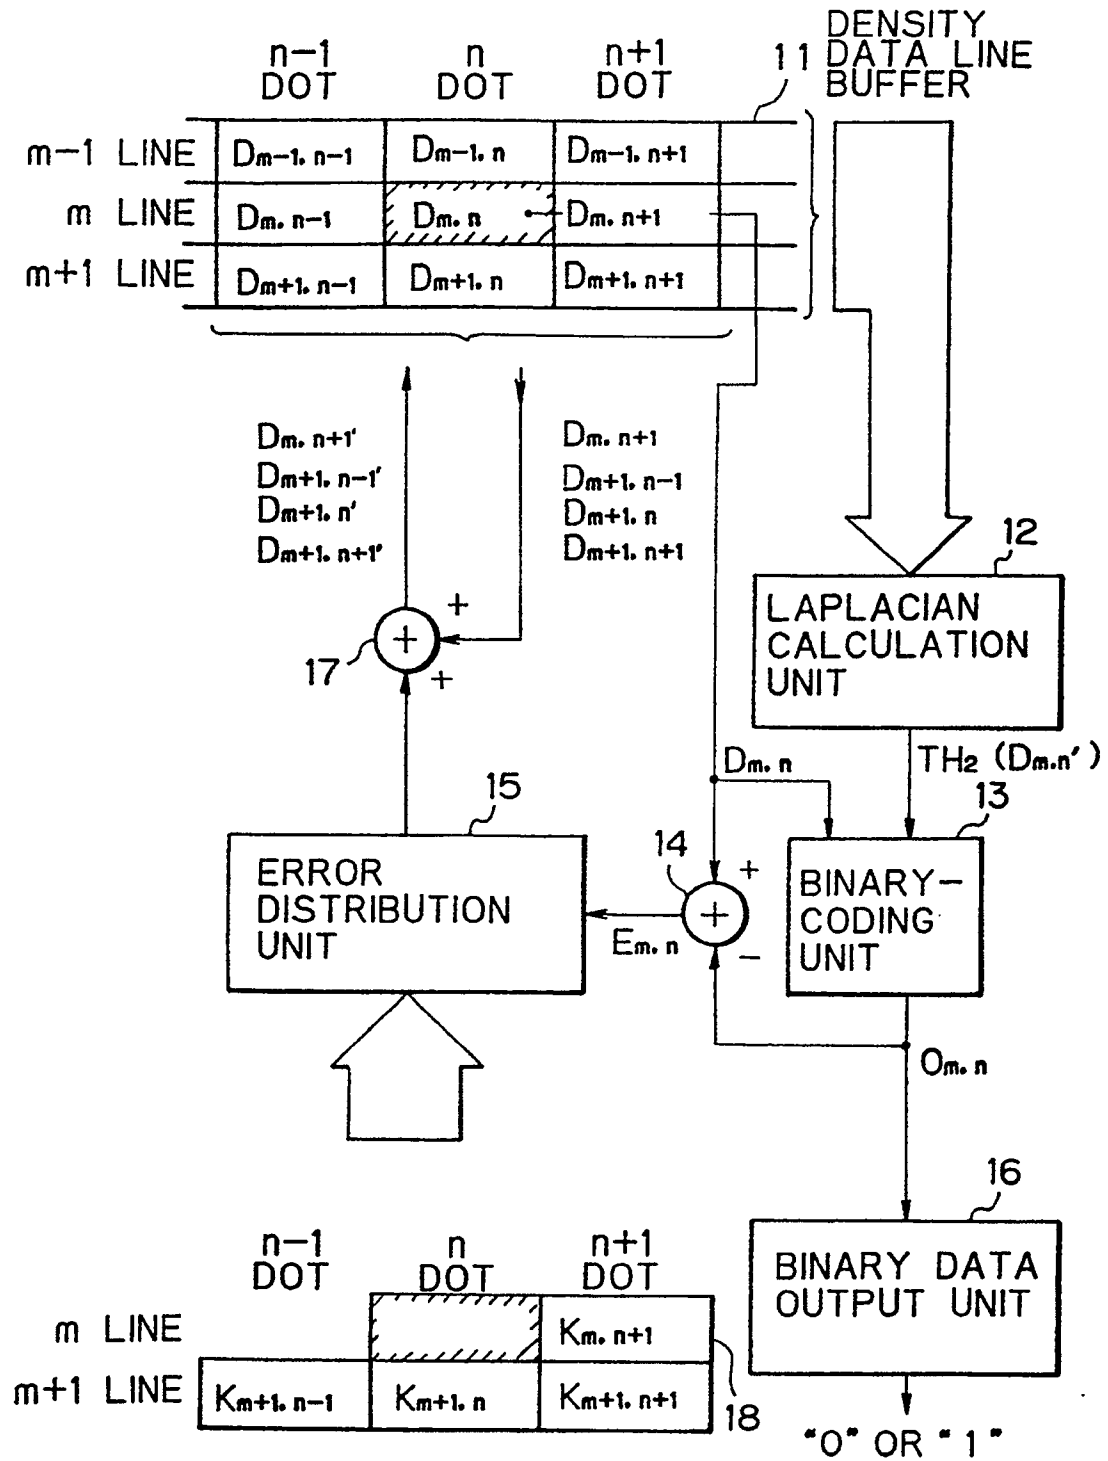 DENSITY
DATA LINE
BUFFER
11
n-1 DOT
n DOT
n+1 DOT
m-1 LINE
Dm-1. n-1
Dm-1. n
Dm-1. n+1
m LINE
Dm. n-1
Dm. n
Dm. n+1
m+1 LINE
Dm+1. n-1
Dm+1. n
Dm+1. n+1
Dm. n+1'
Dm+1. n-1'
Dm+1. n'
Dm+1. n+1'
Dm. n+1
Dm+1. n-1
Dm+1. n
Dm+1. n+1
12
LAPLACIAN
CALCULATION
UNIT
+
+
+
17
Dm. n
TH2 (Dm.n')
15
ERROR
DISTRIBUTION
UNIT
14
+
+
-
Em. n
13
BINARY-
CODING
UNIT
Om. n
16
BINARY DATA
OUTPUT UNIT
"0" OR "1"
n-1 DOT
n DOT
n+1 DOT
m LINE
Km. n+1
m+1 LINE
Km+1. n-1
Km+1. n
Km+1. n+1
18